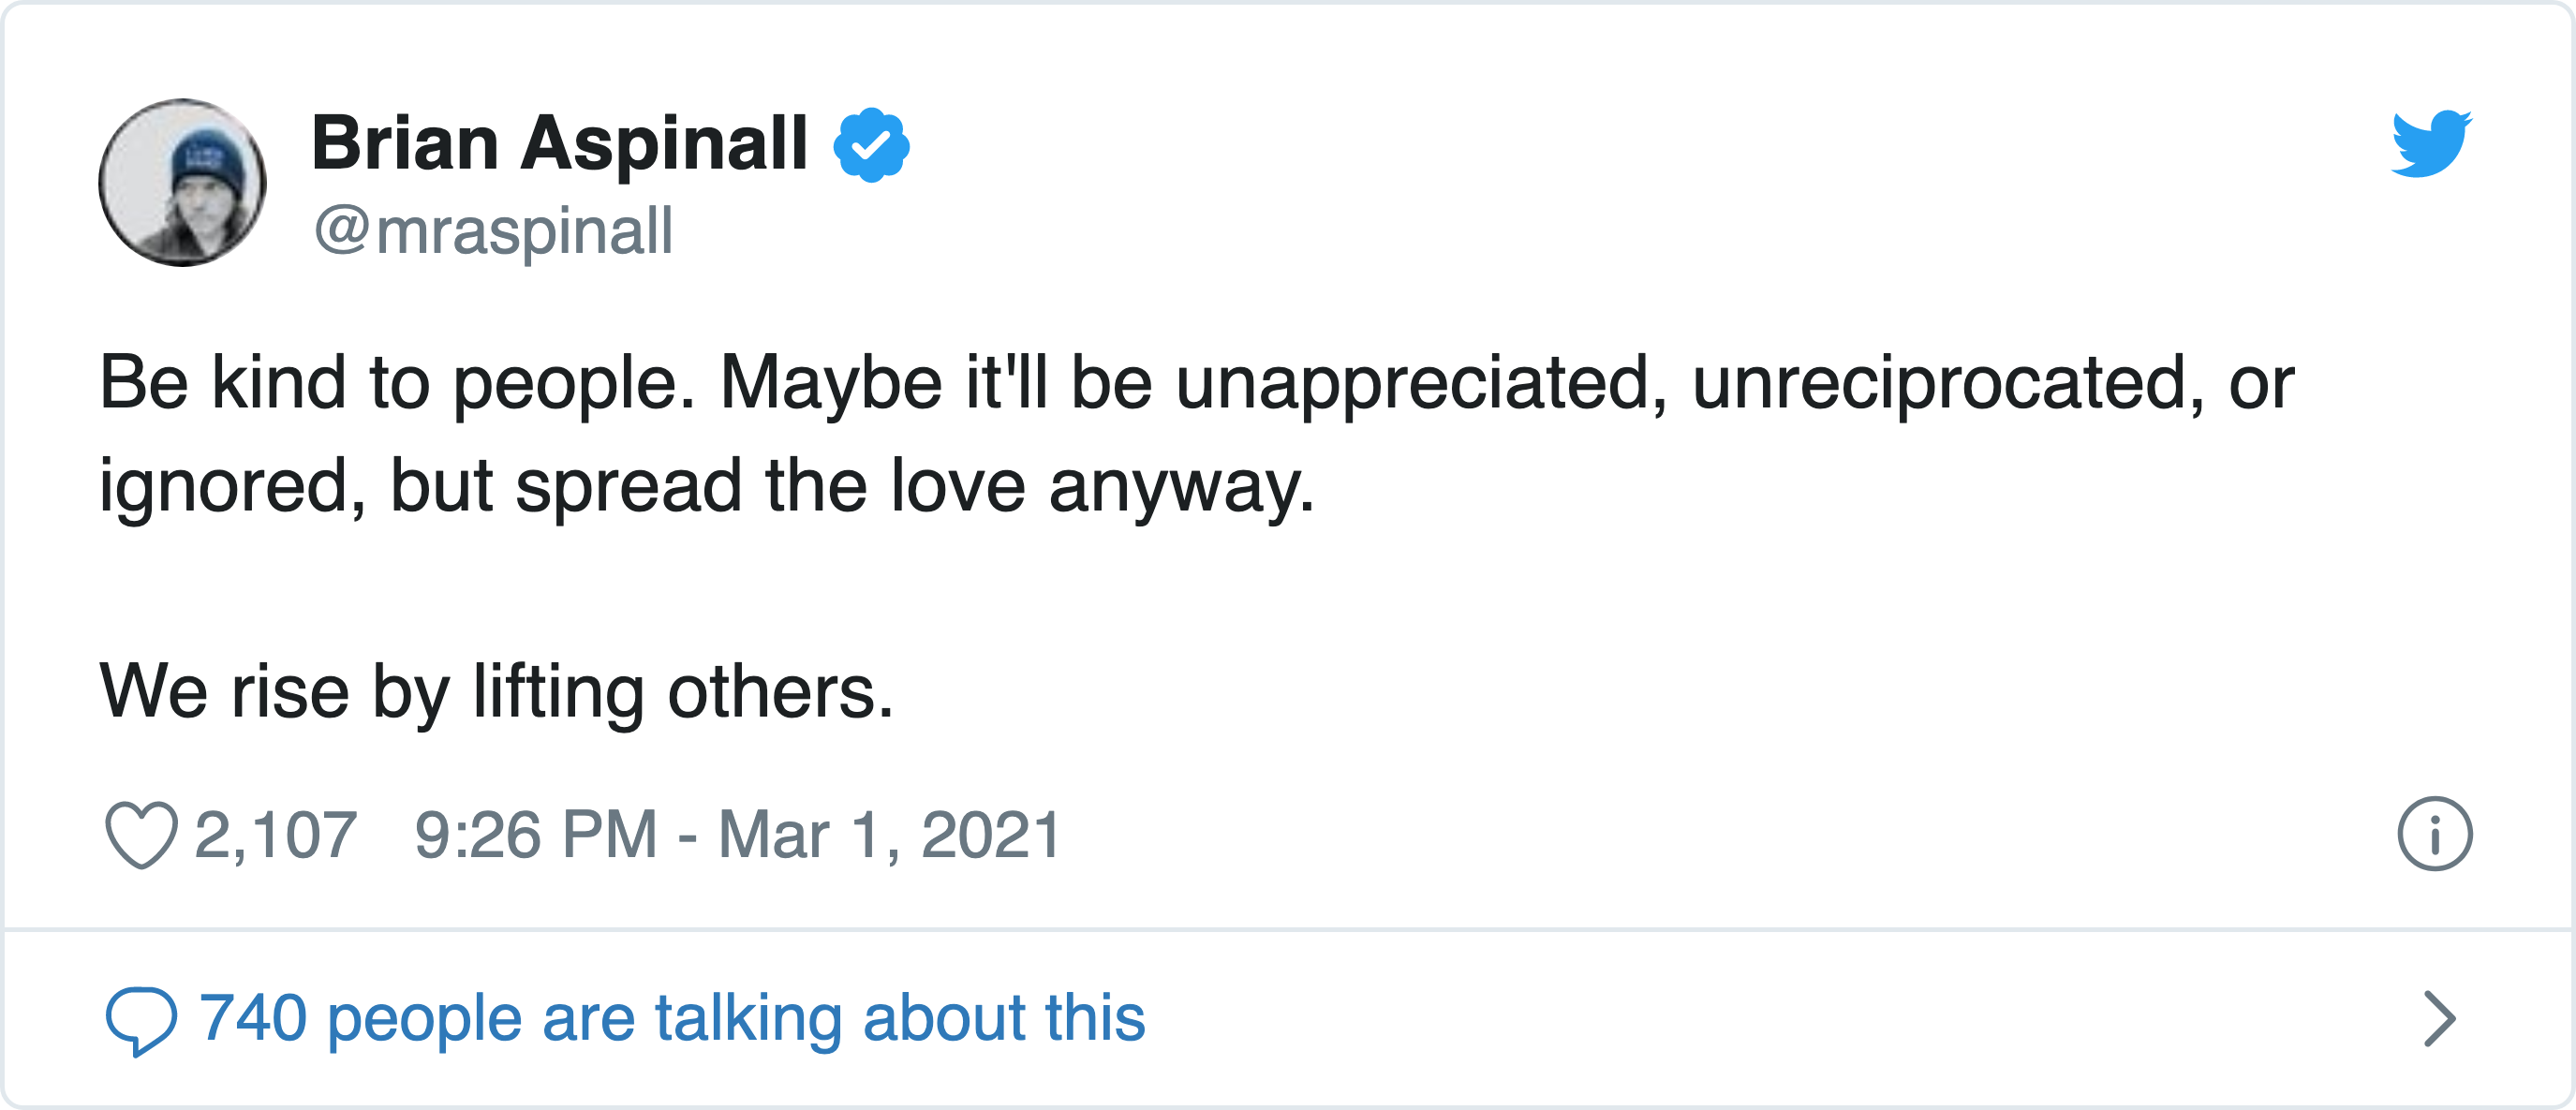 Brian Aspinall
@mraspinall
Be kind to people. Maybe it'll be unappreciated, unreciprocated, or
ignored, but spread the love anyway.
We rise by lifting others.
2,107 9:26 PM - Mar 1, 2021
740 people are talking about this